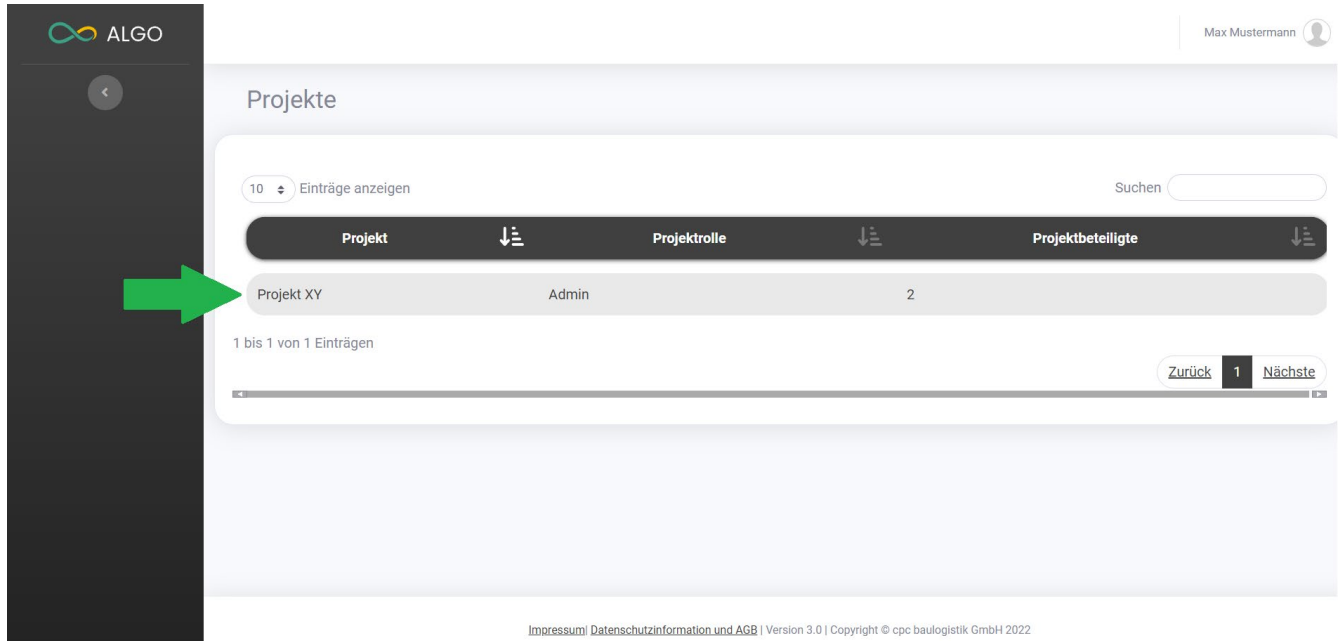 ALGO
Max Mustermann
Projekte
10 Einträge anzeigen
Suchen
Projekt Projektrolle Projektbeteiligte
Projekt XY Admin 2
1 bis 1 von 1 Einträgen
Zurück 1 Nächste
Impressum| Datenschutzinformation und AGB | Version 3.0 | Copyright © cpc baulogistik GmbH 2022